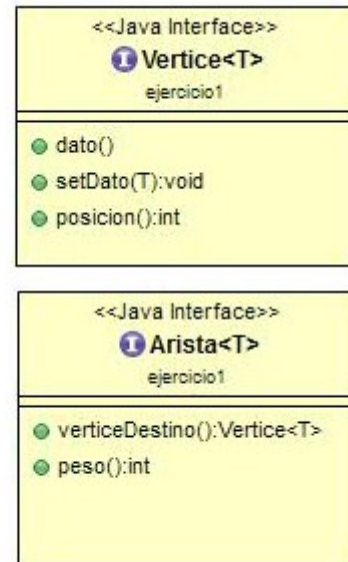 <<Java Interface>>
I Vertice<T>
ejercicio1
dato()
setDato(T):void
posicion():int
<<Java Interface>>
I Arista<T>
ejercicio1
verticeDestino():Vertice<T>
peso():int